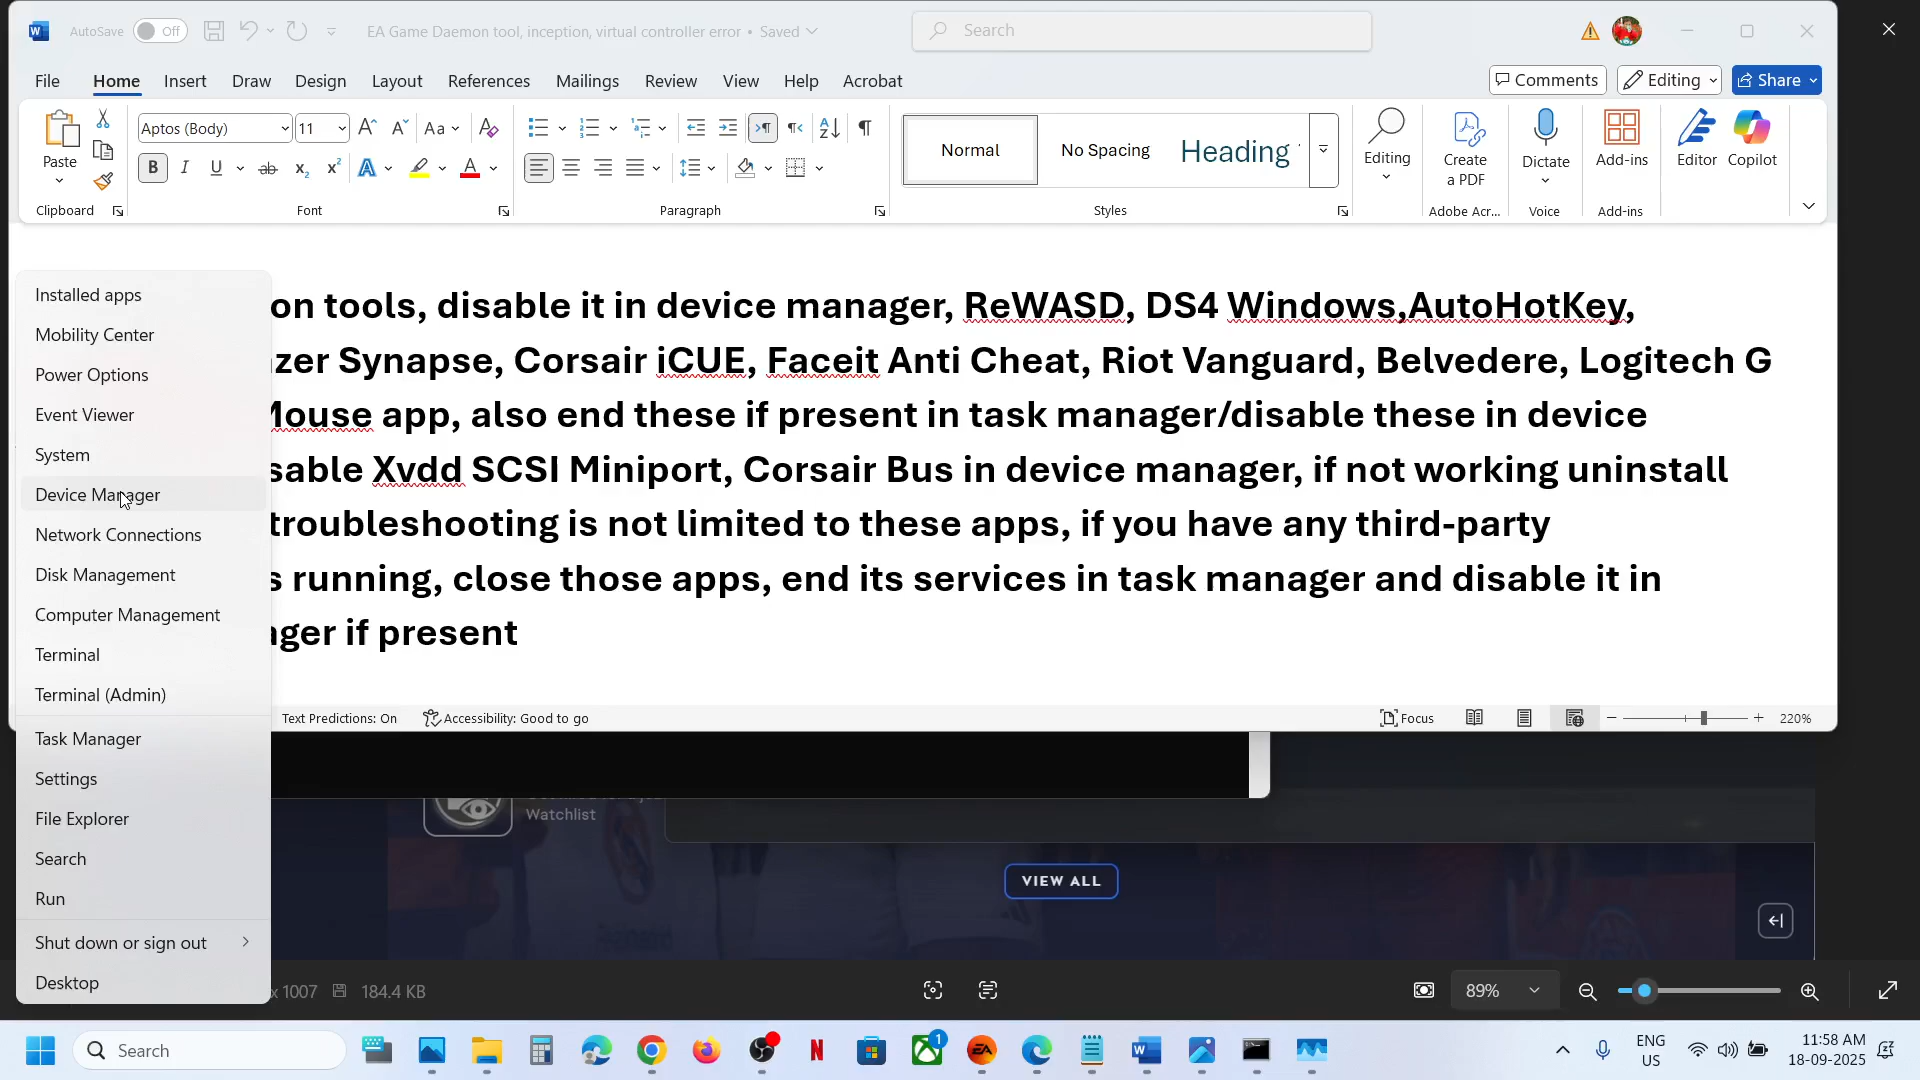 AutoSave Off EA Game Daemon tool, inception, virtual controller error • Saved Search
File Home Insert Draw Design Layout References Mailings Review View Help Acrobat Comments Editing Share
Paste Aptos (Body) 11 Normal No Spacing Heading Editing Create a PDF Dictate Add-ins Editor Copilot
Clipboard Font Paragraph Styles Adobe Acr... Voice Add-ins
on tools, disable it in device manager, ReWASD, DS4 Windows,AutoHotKey,
zer Synapse, Corsair iCUE, Faceit Anti Cheat, Riot Vanguard, Belvedere, Logitech G
Mouse app, also end these if present in task manager/disable these in device
sable Xvdd SCSI Miniport, Corsair Bus in device manager, if not working uninstall
troubleshooting is not limited to these apps, if you have any third-party
s running, close those apps, end its services in task manager and disable it in
ager if present
Installed apps
Mobility Center
Power Options
Event Viewer
System
Device Manager
Network Connections
Disk Management
Computer Management
Terminal
Terminal (Admin)
Task Manager
Settings
File Explorer
Search
Run
Shut down or sign out
Desktop
Text Predictions: On Accessibility: Good to go Focus 220%
Watchlist
VIEW ALL
x 1007 184.4 KB 89%
Search 1 ENG US 11:58 AM 18-09-2025